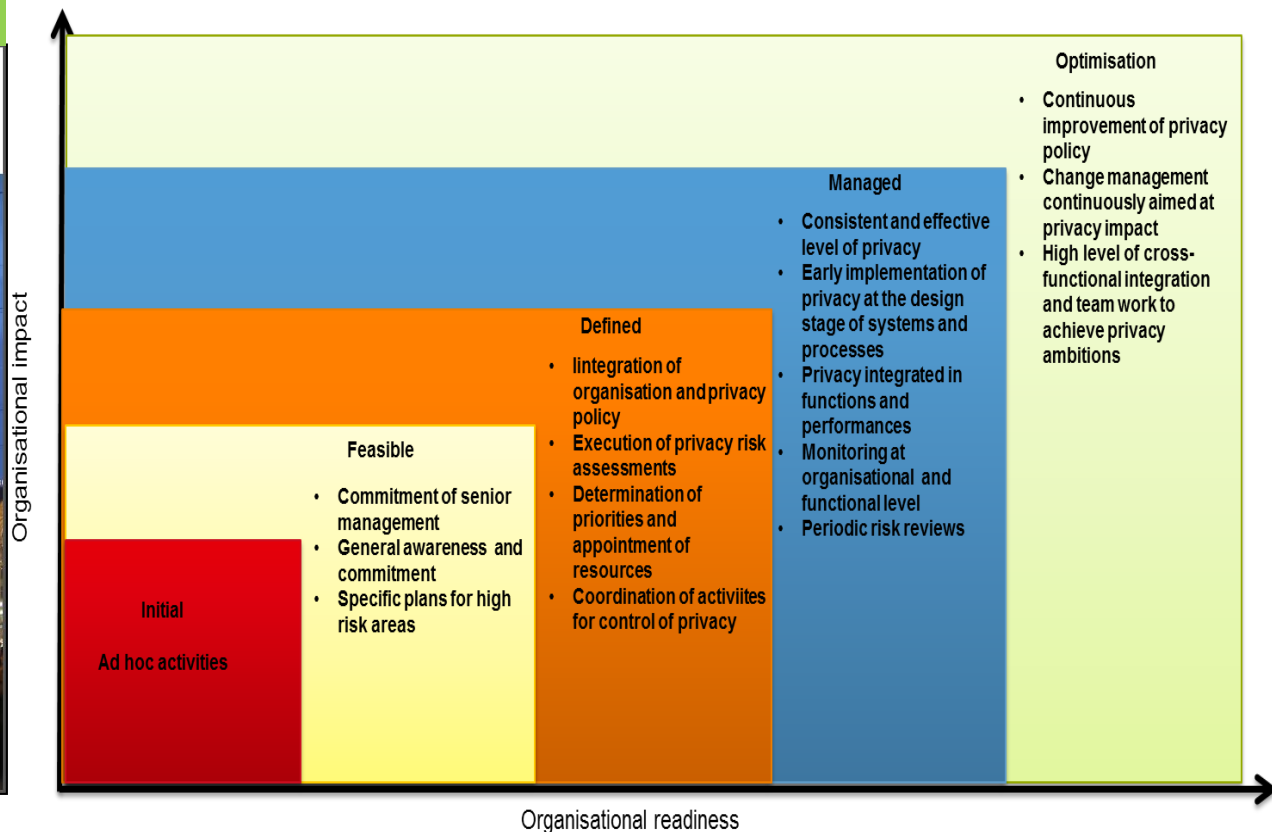 Organisational impact
Optimisation
• Continuous
improvement of privacy
policy
• Change management
continuously aimed at
privacy impact
• High level of cross-
functional integration
and team work to
achieve privacy
ambitions
Managed
• Consistent and effective
level of privacy
• Early implementation of
privacy at the design
stage of systems and
processes
• Privacy integrated in
functions and
performances
• Monitoring at
organisational and
functional level
• Periodic risk reviews
Defined
• Iintegration of
organisation and privacy
policy
• Execution of privacy risk
assessments
• Determination of
priorities and
appointment of
resources
• Coordination of activiites
for control of privacy
Feasible
• Commitment of senior
management
• General awareness and
commitment
• Specific plans for high
risk areas
Initial
Ad hoc activities
Organisational readiness